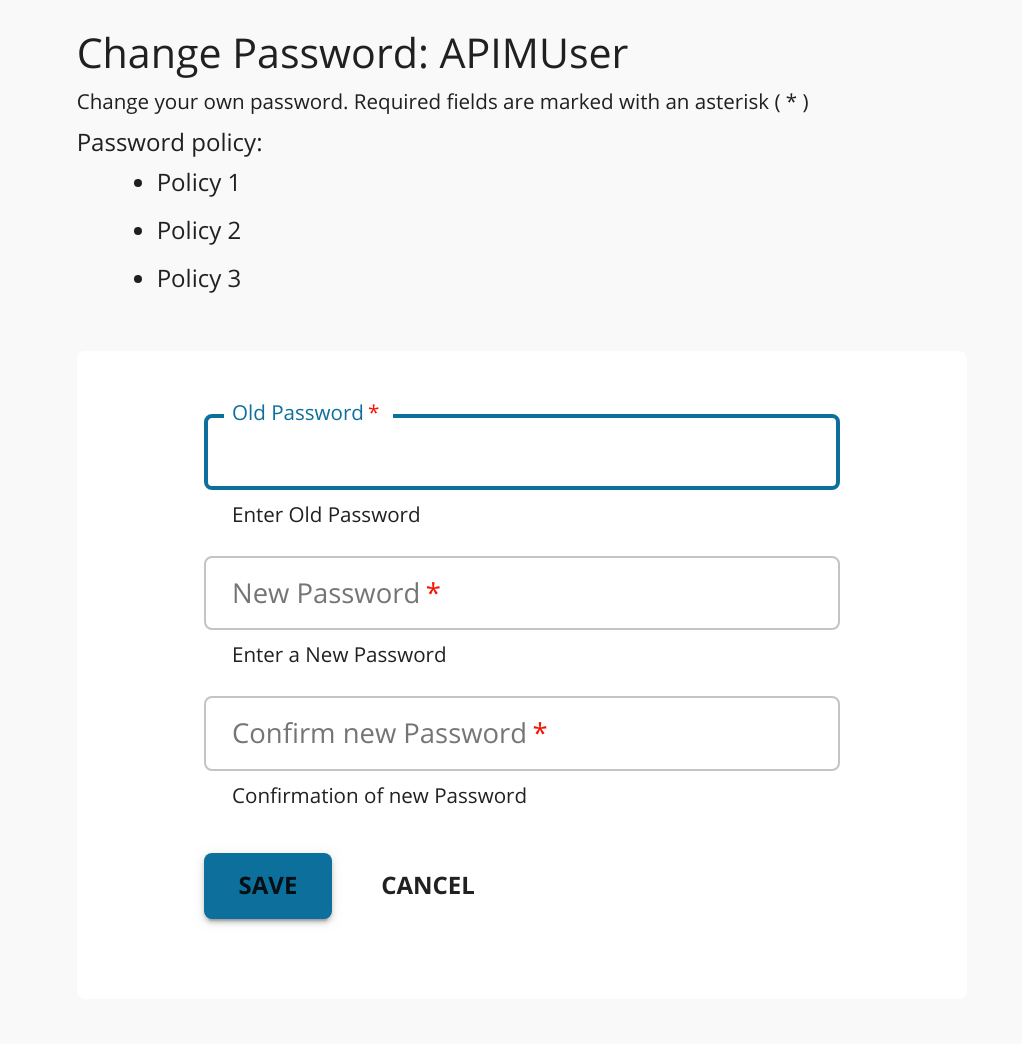 Change Password: APIMUser
Change your own password. Required fields are marked with an asterisk ( * )
Password policy:
• Policy 1
• Policy 2
• Policy 3
Old Password *
Enter Old Password
New Password *
Enter a New Password
Confirm new Password *
Confirmation of new Password
SAVE CANCEL